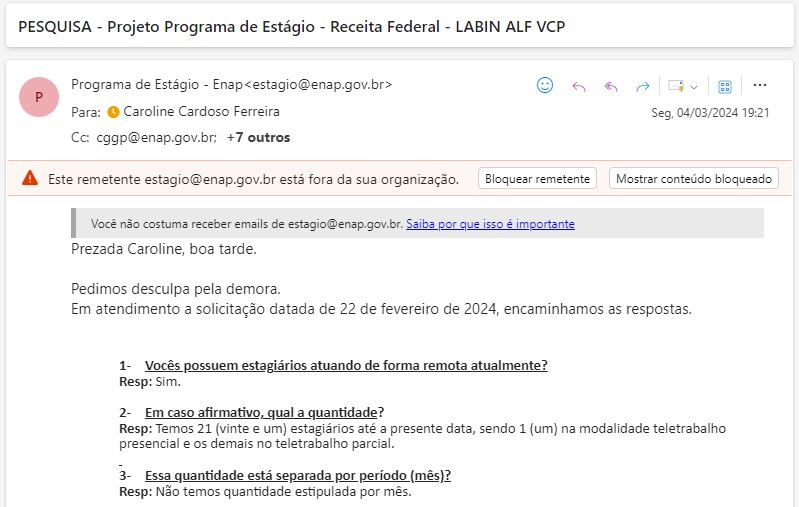 PESQUISA - Projeto Programa de Estágio - Receita Federal - LABIN ALF VCP
P
Programa de Estágio - Enap<estagio@enap.gov.br>
Para: Caroline Cardoso Ferreira
Seg, 04/03/2024 19:21
Cc: cggp@enap.gov.br; +7 outros
Este remetente estagio@enap.gov.br está fora da sua organização. Bloquear remetente Mostrar conteúdo bloqueado
Você não costuma receber emails de estagio@enap.gov.br. Saiba por que isso é importante
Prezada Caroline, boa tarde.
Pedimos desculpa pela demora.
Em atendimento a solicitação datada de 22 de fevereiro de 2024, encaminhamos as respostas.
1- Vocês possuem estagiários atuando de forma remota atualmente?
Resp: Sim.
2- Em caso afirmativo, qual a quantidade?
Resp: Temos 21 (vinte e um) estagiários até a presente data, sendo 1 (um) na modalidade teletrabalho
presencial e os demais no teletrabalho parcial.
3- Essa quantidade está separada por período (mês)?
Resp: Não temos quantidade estipulada por mês.